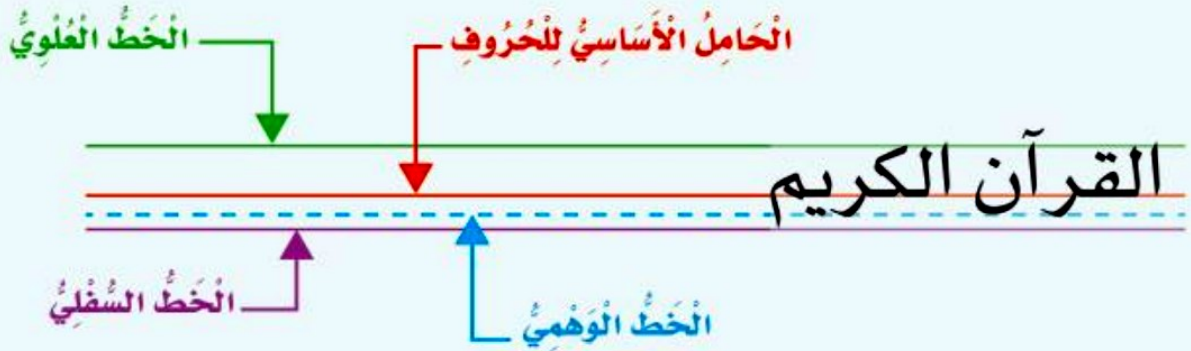 الْحَامِلُ الْأَسَاسِيُّ لِلْحُرُوفِ
الْخَطُّ الْعُلْوِيُّ
القرآن الكريم
الْخَطُّ السُّفْلِيُّ
الْخَطُّ الْوَهْمِيُّ